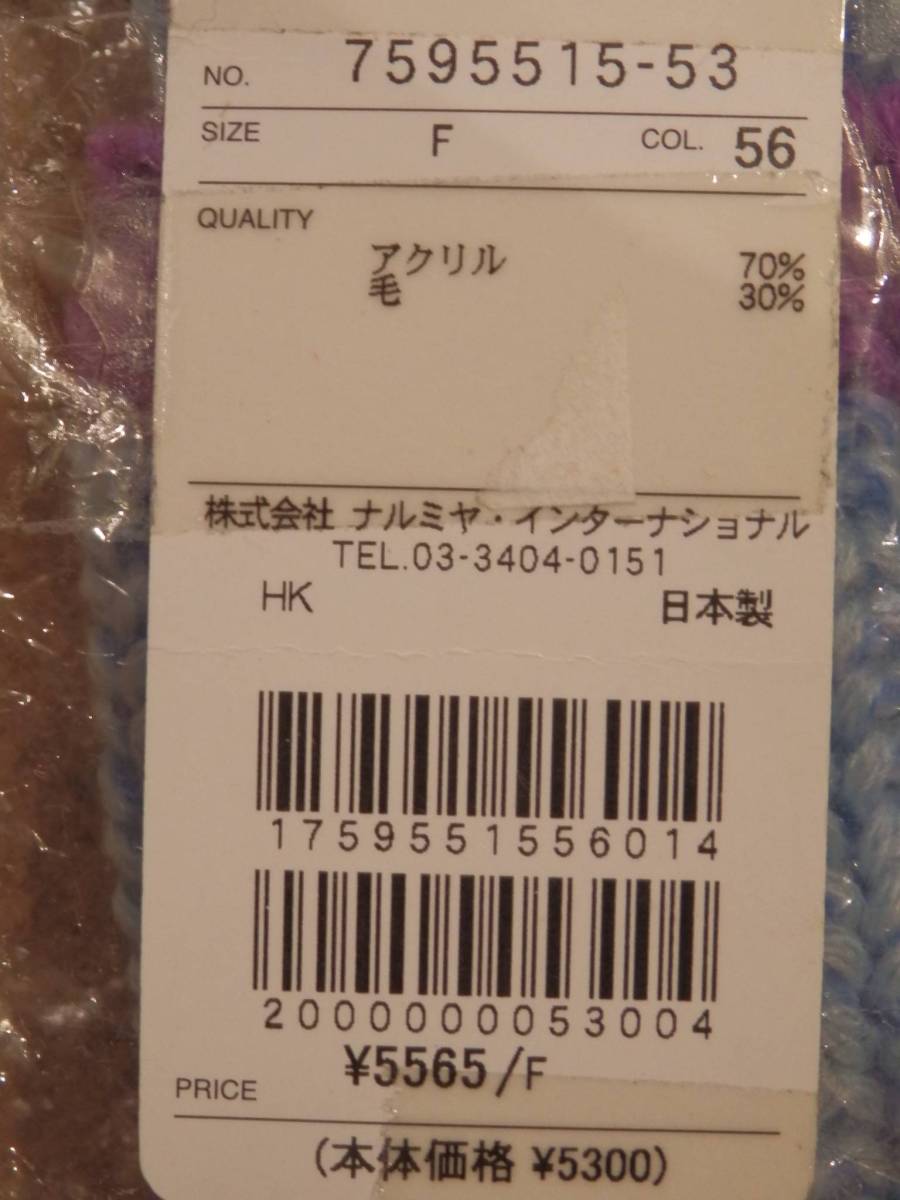 NO. 7595515-53
SIZE F COL. 56
QUALITY
アクリル 70%
毛 30%
株式会社 ナルミヤ・インターナショナル
TEL.03-3404-0151
HK 日本製
1759551556014
2000000053004
¥5565/F
PRICE
(本体価格 ¥5300)